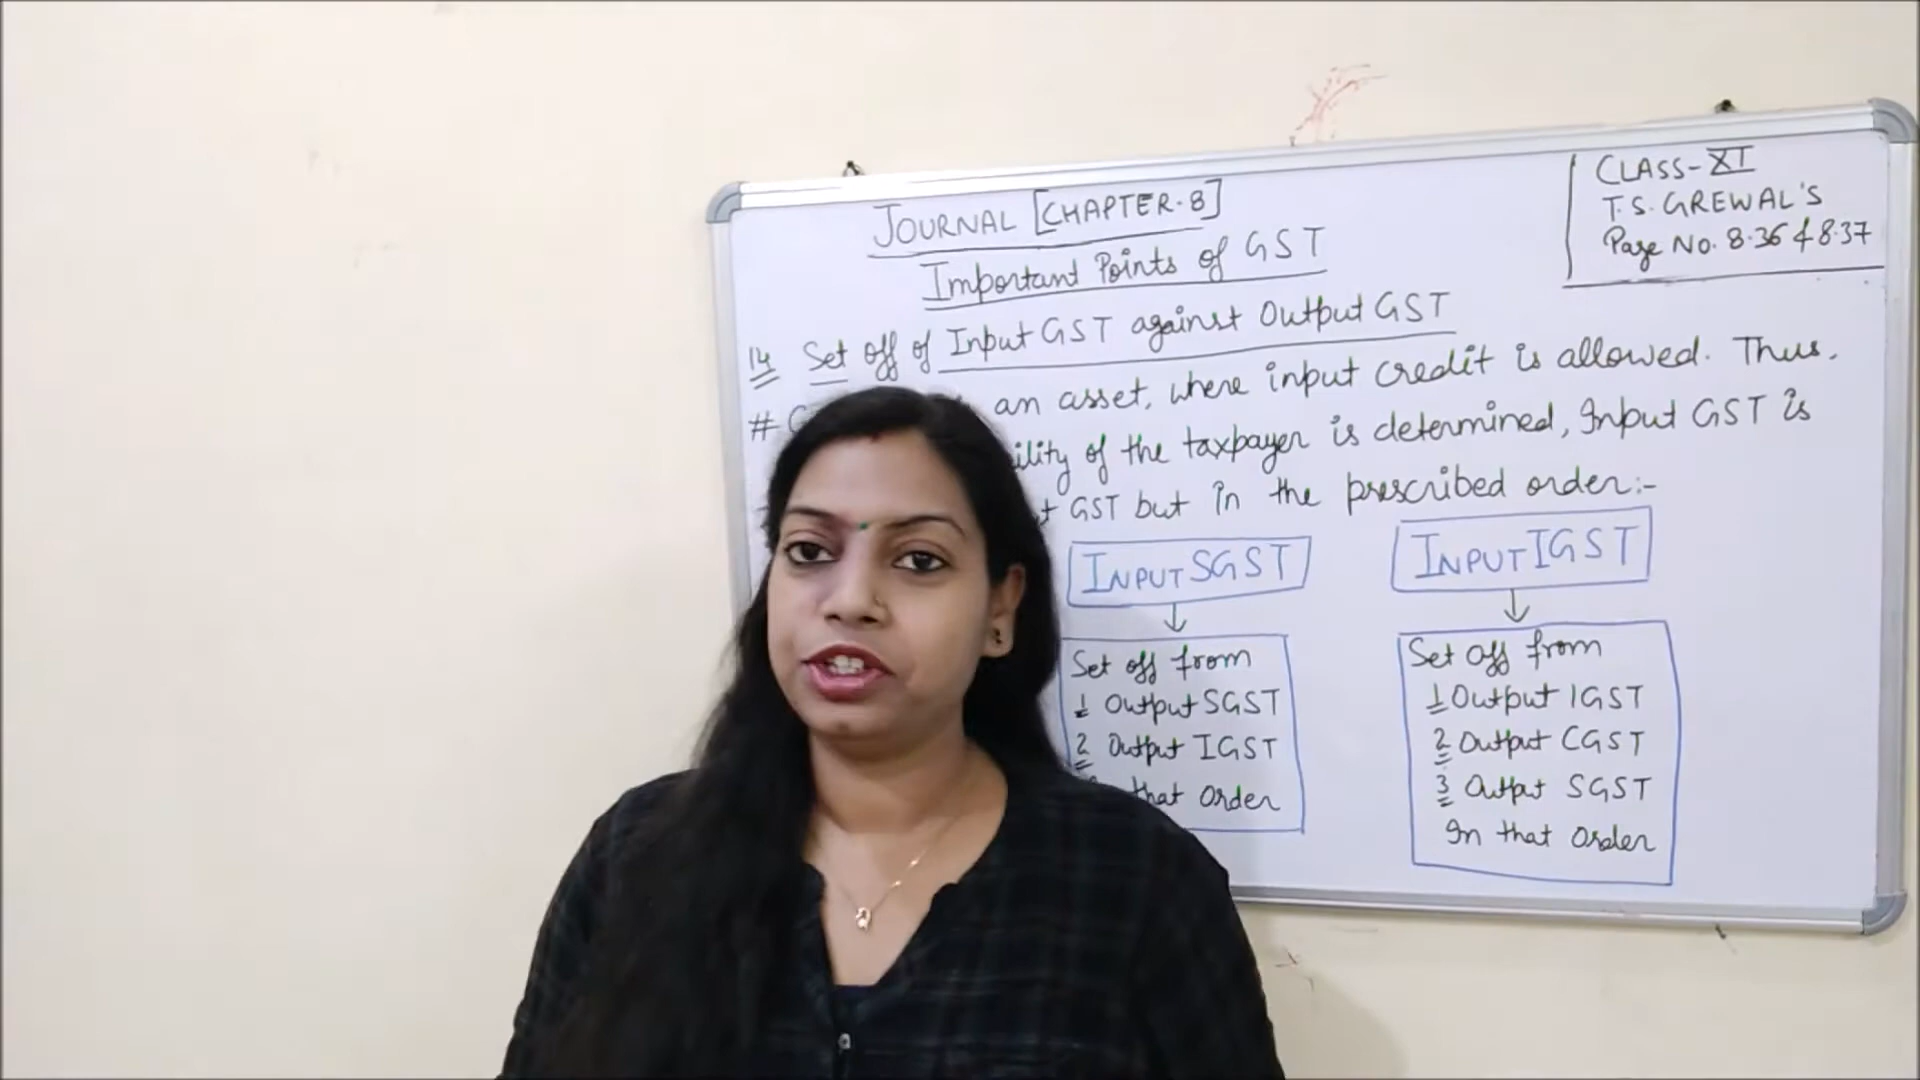 JOURNAL [CHAPTER-8]
Important Points of GST
CLASS-XI
T.S. GREWAL'S
Page No. 8.36 & 8.37
14 Set off of Input GST against Output GST
# an asset, where input credit is allowed. Thus,
of the taxpayer is determined, Input GST is
GST but in the prescribed order:-
INPUT SGST
Set off from
1 Output SGST
2 Output IGST
that order
INPUT IGST
Set off from
1 Output IGST
2 Output CGST
3 Output SGST
In that order